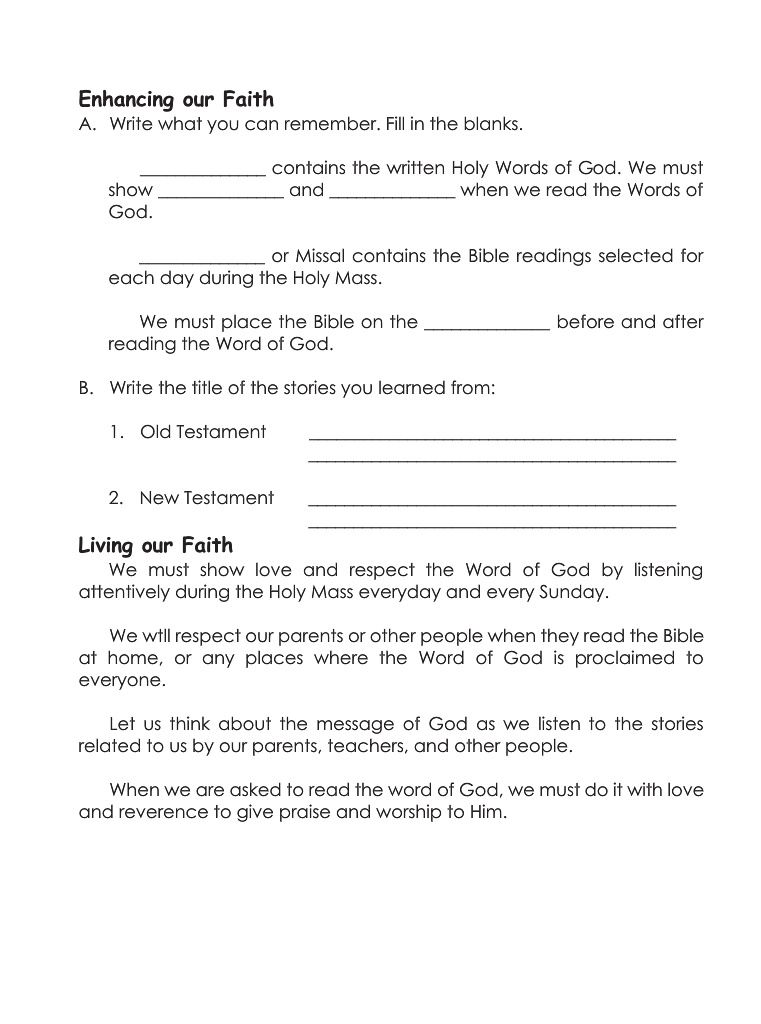 Enhancing our Faith
A. Write what you can remember. Fill in the blanks.
______________ contains the written Holy Words of God. We must
show ______________ and ______________ when we read the Words of
God.
______________ or Missal contains the Bible readings selected for
each day during the Holy Mass.
We must place the Bible on the ______________ before and after
reading the Word of God.
B. Write the title of the stories you learned from:
1. Old Testament ________________________________________
________________________________________
2. New Testament ________________________________________
________________________________________
Living our Faith
We must show love and respect the Word of God by listening
attentively during the Holy Mass everyday and every Sunday.
We wtll respect our parents or other people when they read the Bible
at home, or any places where the Word of God is proclaimed to
everyone.
Let us think about the message of God as we listen to the stories
related to us by our parents, teachers, and other people.
When we are asked to read the word of God, we must do it with love
and reverence to give praise and worship to Him.